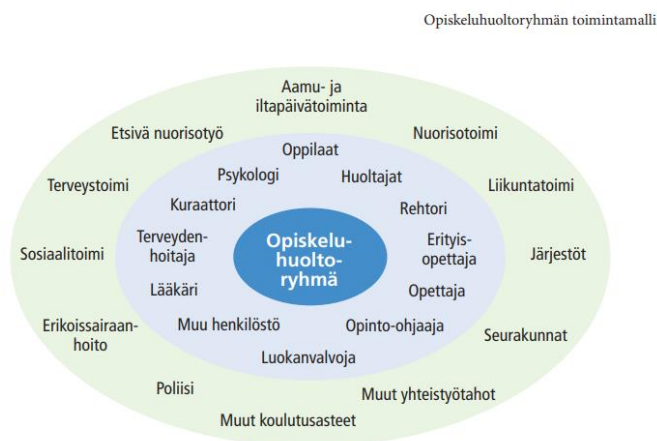 Opiskeluhuoltoryhmän toimintamalli
Aamu- ja
iltapäivätoiminta
Etsivä nuorisotyö
Nuorisotoimi
Oppilaat
Psykologi
Huoltajat
Terveystoimi
Liikuntatoimi
Kuraattori
Rehtori
Opiskelu-
huolto-
ryhmä
Terveyden-
hoitaja
Erityis-
opettaja
Sosiaalitoimi
Järjestöt
Lääkäri
Opettaja
Erikoissairaan-
hoito
Muu henkilöstö
Opinto-ohjaaja
Seurakunnat
Luokanvalvoja
Poliisi
Muut yhteistyötahot
Muut koulutusasteet